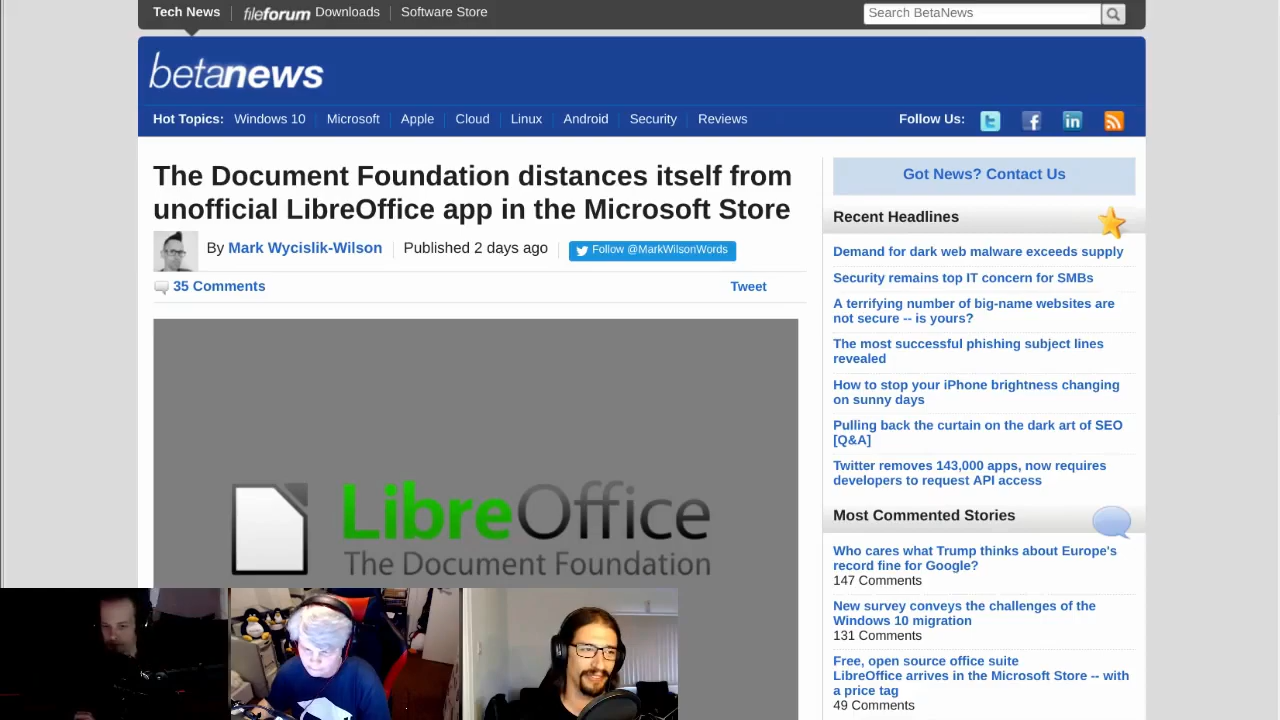 Tech News
fileforum Downloads
Software Store
Search BetaNews
betanews
Hot Topics: Windows 10 Microsoft Apple Cloud Linux Android Security Reviews
Follow Us:
The Document Foundation distances itself from
unofficial LibreOffice app in the Microsoft Store
By Mark Wycislik-Wilson
Published 2 days ago
Follow @MarkWilsonWords
35 Comments
Tweet
LibreOffice
The Document Foundation
Got News? Contact Us
Recent Headlines
Demand for dark web malware exceeds supply
Security remains top IT concern for SMBs
A terrifying number of big-name websites are
not secure -- is yours?
The most successful phishing subject lines
revealed
How to stop your iPhone brightness changing
on sunny days
Pulling back the curtain on the dark art of SEO
[Q&A]
Twitter removes 143,000 apps, now requires
developers to request API access
Most Commented Stories
Who cares what Trump thinks about Europe's
record fine for Google?
147 Comments
New survey conveys the challenges of the
Windows 10 migration
131 Comments
Free, open source office suite
LibreOffice arrives in the Microsoft Store -- with
a price tag
49 Comments